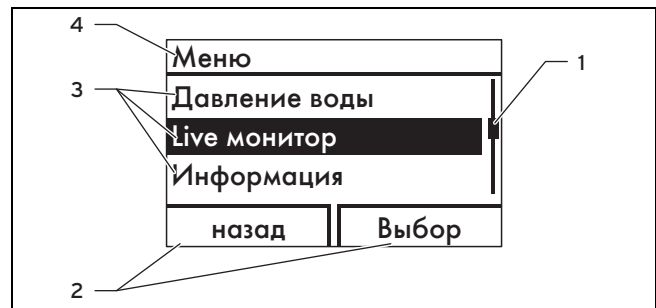 4
Меню
1
3
Давление воды
Live монитор
Информация
назад Выбор
2